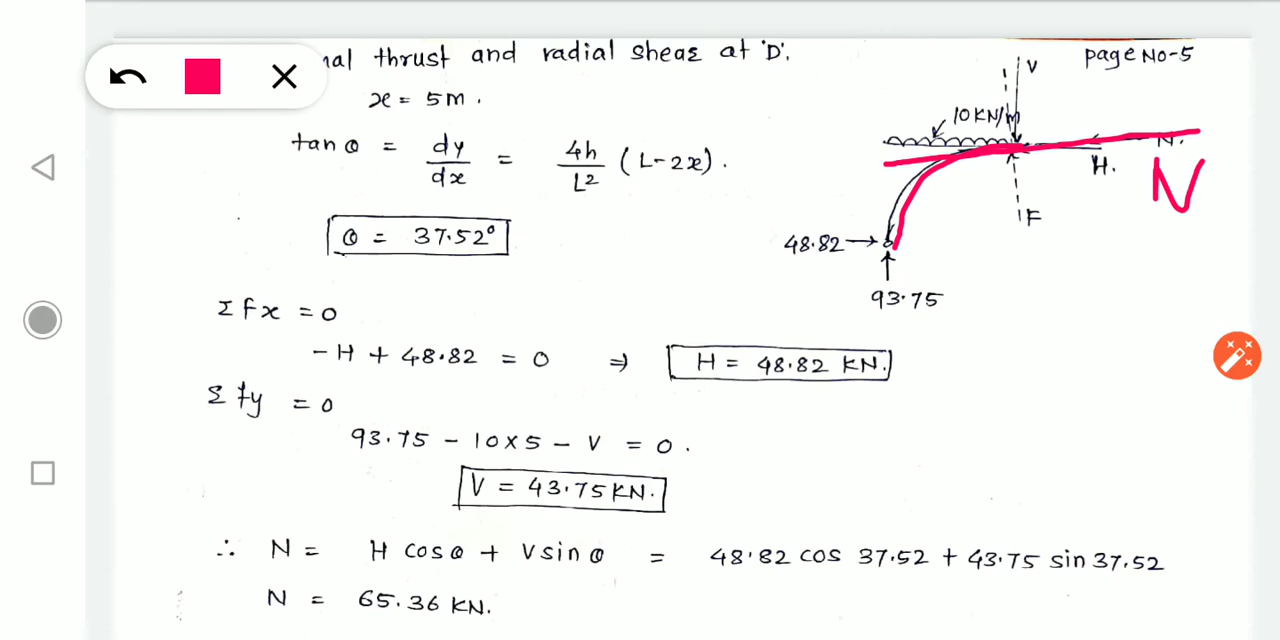 nal thrust and radial shear at 'D'.
page No-5
x = 5m.
tan θ = dy/dx = 4h/L² (L-2x).
θ = 37.52°
V
10 KN/m
N.
H.
N
F
48.82→
93.75
Σfx = 0
-H + 48.82 = 0 ⇒ H = 48.82 KN.
Σfy = 0
93.75 - 10×5 - V = 0.
V = 43.75 KN.
∴ N = H cosθ + V sinθ = 48.82 cos 37.52 + 43.75 sin 37.52
N = 65.36 KN.